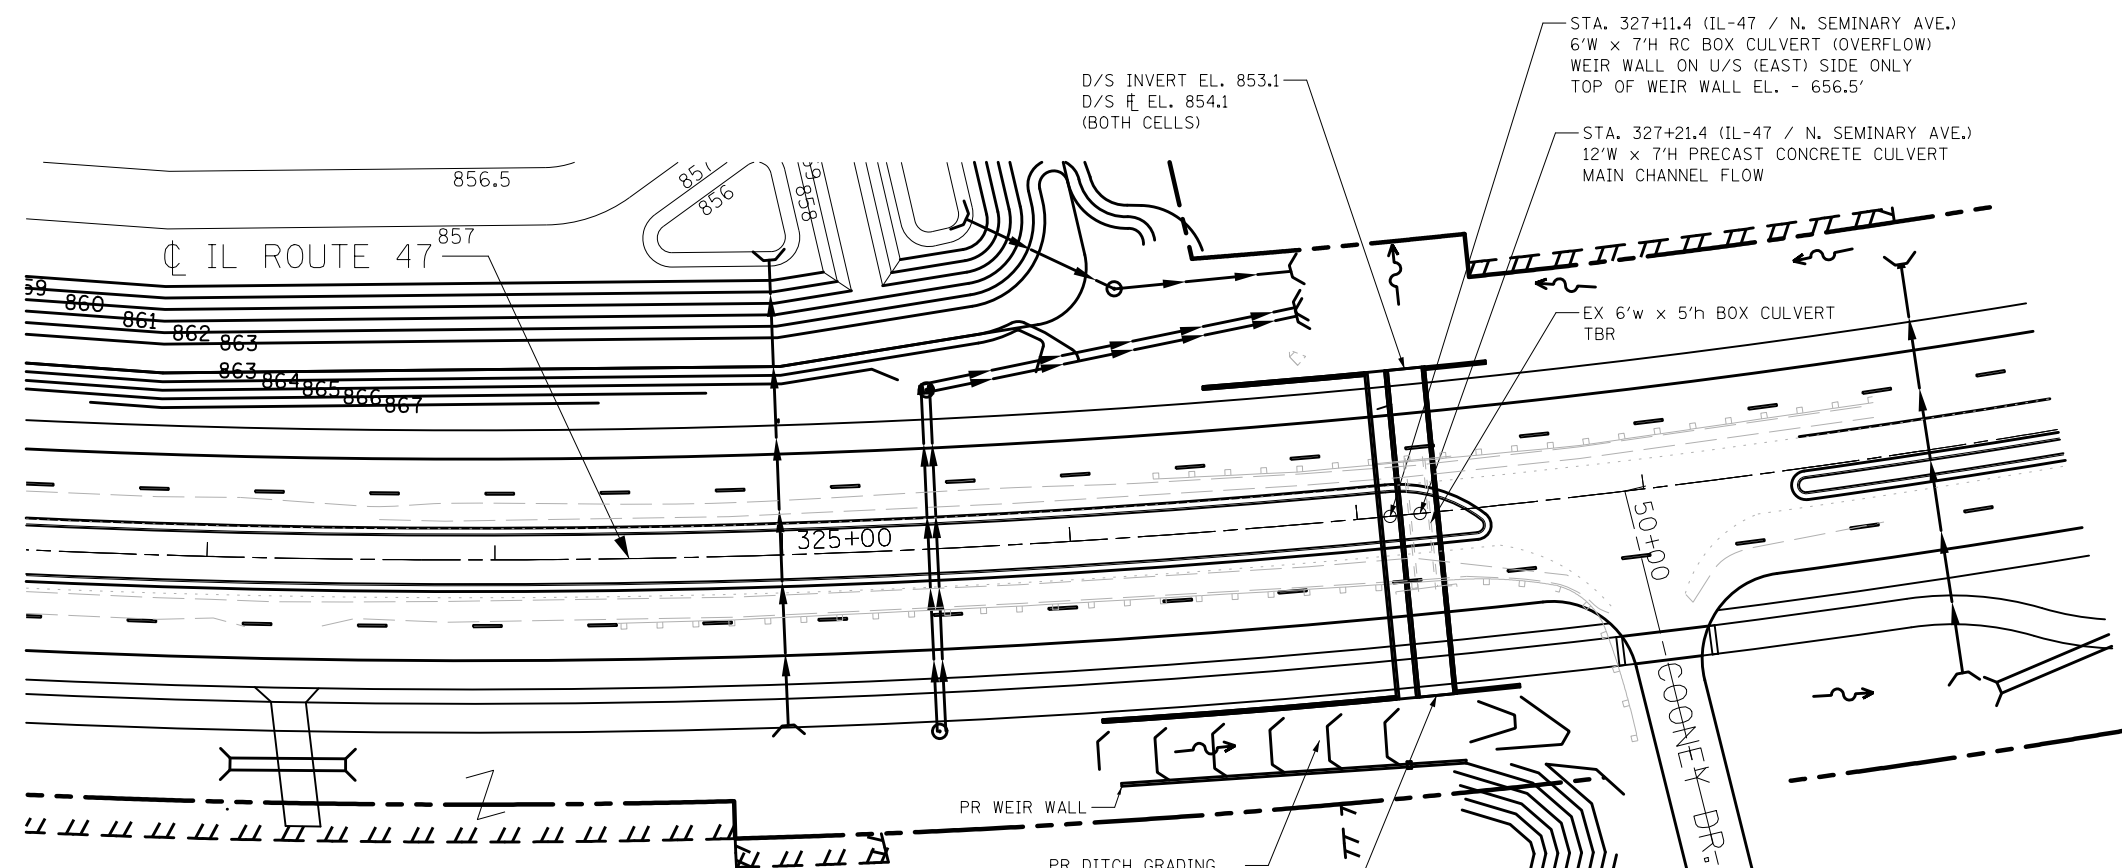 STA. 327+11.4 (IL-47 / N. SEMINARY AVE.)
6'W x 7'H RC BOX CULVERT (OVERFLOW)
WEIR WALL ON U/S (EAST) SIDE ONLY
TOP OF WEIR WALL EL. - 656.5'
D/S INVERT EL. 853.1
D/S FL EL. 854.1
(BOTH CELLS)
STA. 327+21.4 (IL-47 / N. SEMINARY AVE.)
12'W x 7'H PRECAST CONCRETE CULVERT
MAIN CHANNEL FLOW
856.5
857
856
858
857
CL IL ROUTE 47
860
861
862
863
863
864
865
866
867
EX 6'w x 5'h BOX CULVERT
TBR
325+00
50+00
COONEY DR.
PR WEIR WALL
PR DITCH GRADING